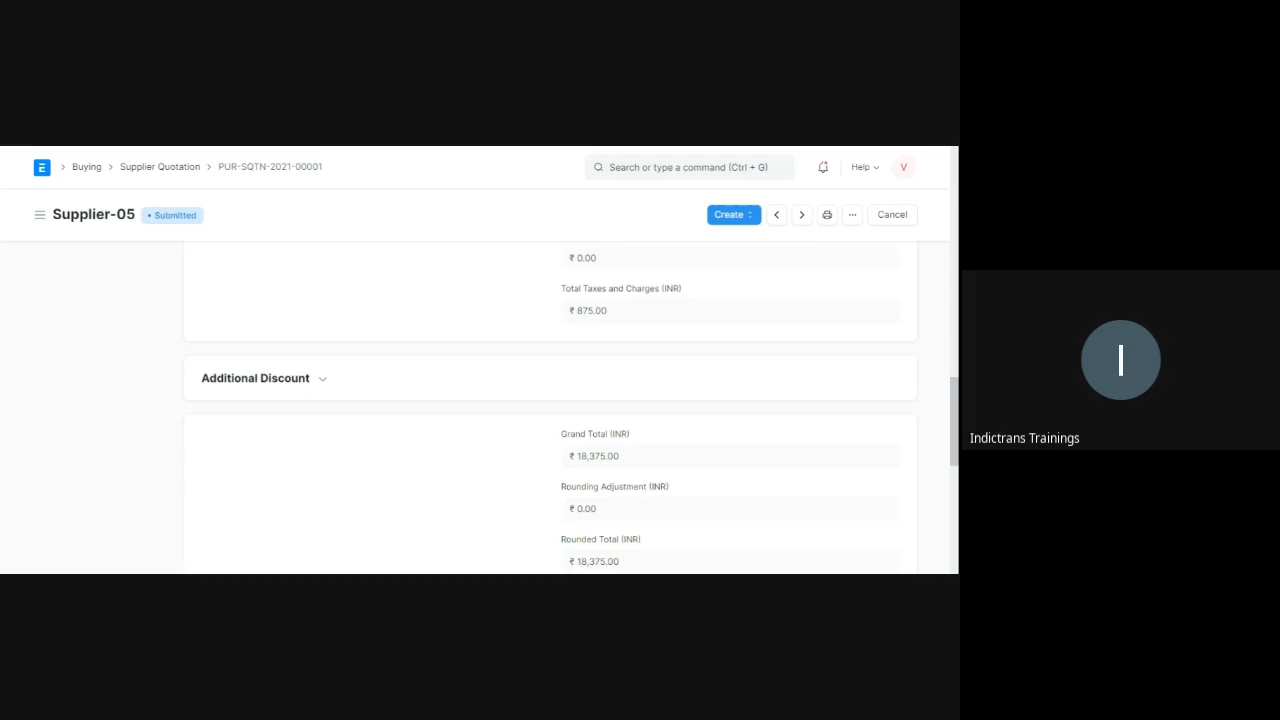 E > Buying > Supplier Quotation > PUR-SQTN-2021-00001 Search or type a command (Ctrl + G) Help V
Supplier-05 • Submitted Create ... Cancel
₹ 0.00
Total Taxes and Charges (INR)
₹ 875.00
Additional Discount
Grand Total (INR)
₹ 18,375.00
Rounding Adjustment (INR)
₹ 0.00
Rounded Total (INR)
₹ 18,375.00
I
Indictrans Trainings